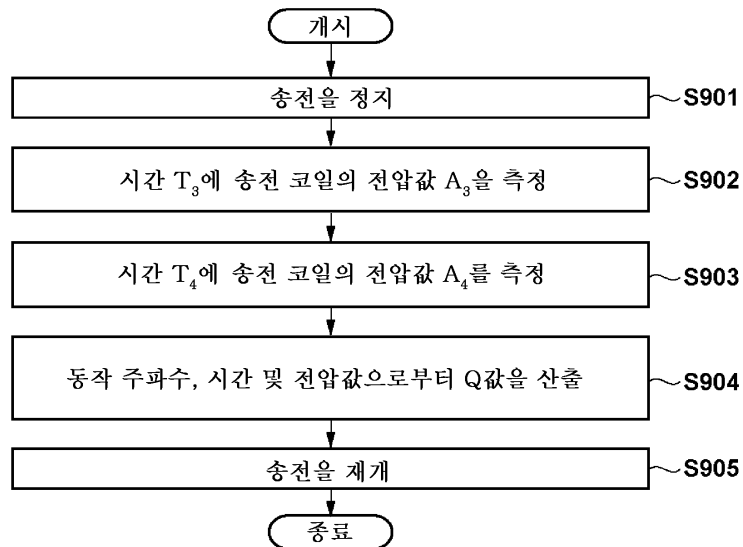 개시
송전을 정지
S901
시간 T₃에 송전 코일의 전압값 A₃을 측정
S902
시간 T₄에 송전 코일의 전압값 A₄를 측정
S903
동작 주파수, 시간 및 전압값으로부터 Q값을 산출
S904
송전을 재개
S905
종료